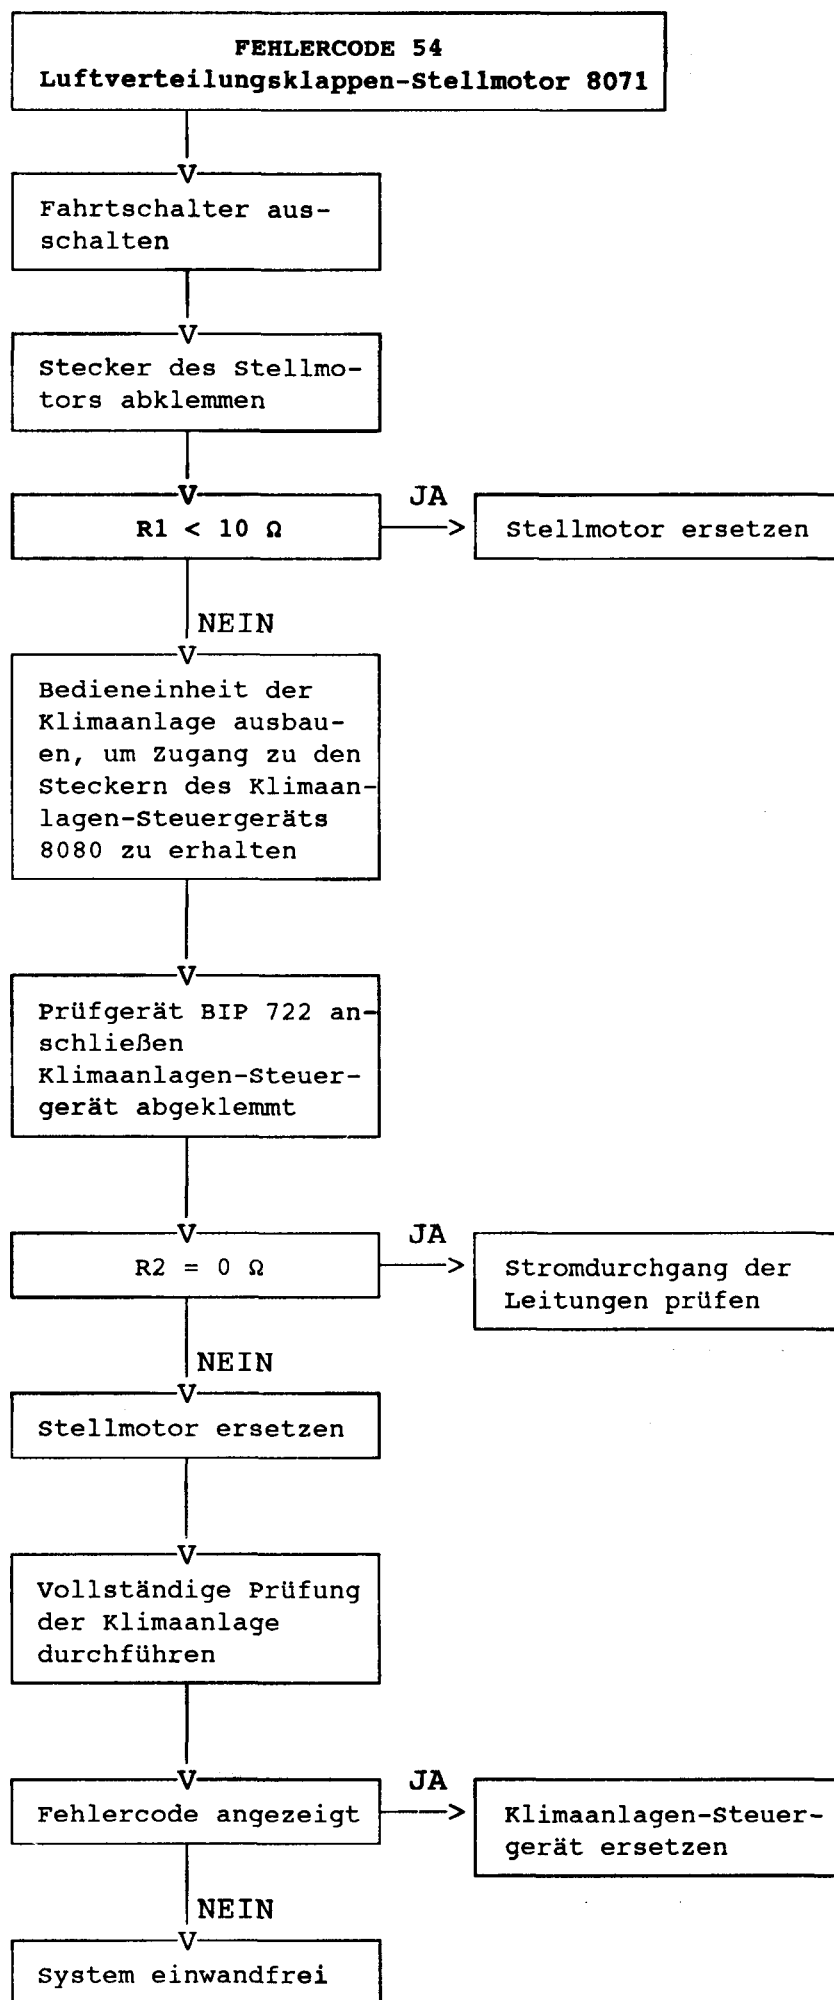 FEHLERCODE 54
Luftverteilungsklappen-Stellmotor 8071
V
Fahrtschalter aus-
schalten
V
Stecker des Stellmo-
tors abklemmen
V
JA
R1 < 10 Ω
>
Stellmotor ersetzen
NEIN
V
Bedieneinheit der
Klimaanlage ausbau-
en, um Zugang zu den
Steckern des Klimaan-
lagen-Steuergeräts
8080 zu erhalten
V
Prüfgerät BIP 722 an-
schließen
Klimaanlagen-Steuer-
gerät abgeklemmt
V
JA
R2 = 0 Ω
>
Stromdurchgang der
Leitungen prüfen
NEIN
V
Stellmotor ersetzen
V
Vollständige Prüfung
der Klimaanlage
durchführen
V
JA
Fehlercode angezeigt
>
Klimaanlagen-Steuer-
gerät ersetzen
NEIN
V
System einwandfrei